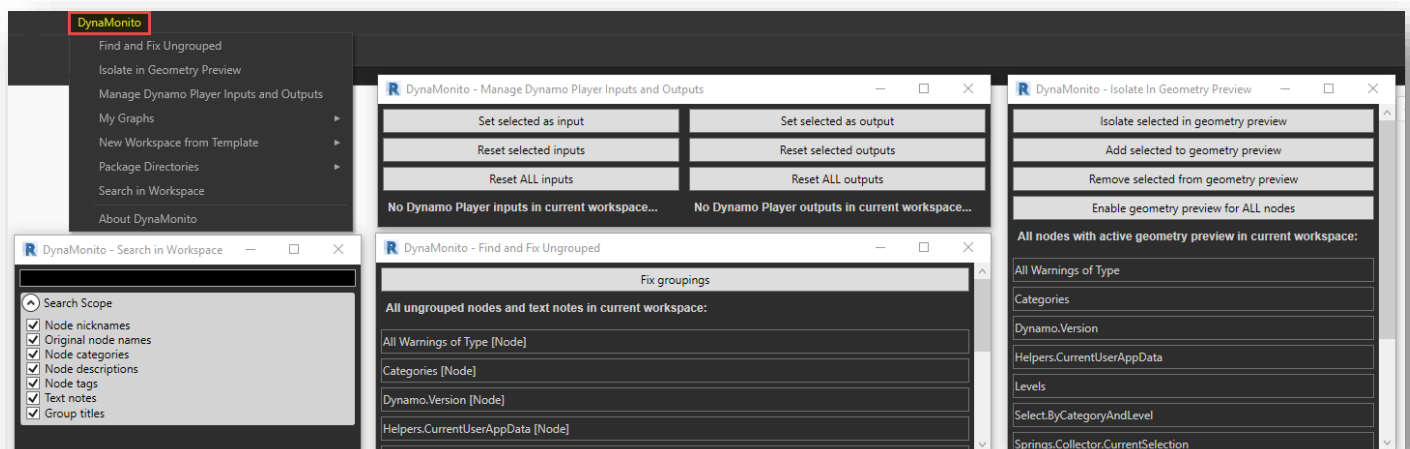 DynaMonito
Find and Fix Ungrouped
Isolate in Geometry Preview
Manage Dynamo Player Inputs and Outputs
My Graphs
New Workspace from Template
Package Directories
Search in Workspace
About DynaMonito
R DynaMonito - Manage Dynamo Player Inputs and Outputs
Set selected as input
Set selected as output
Reset selected inputs
Reset selected outputs
Reset ALL inputs
Reset ALL outputs
No Dynamo Player inputs in current workspace...
No Dynamo Player outputs in current workspace...
R DynaMonito - Isolate In Geometry Preview
Isolate selected in geometry preview
Add selected to geometry preview
Remove selected from geometry preview
Enable geometry preview for ALL nodes
All nodes with active geometry preview in current workspace:
All Warnings of Type
Categories
Dynamo.Version
Helpers.CurrentUserAppData
Levels
Select.ByCategoryAndLevel
Springs.Collector.CurrentSelection
R DynaMonito - Search in Workspace
Search Scope
Node nicknames
Original node names
Node categories
Node descriptions
Node tags
Text notes
Group titles
R DynaMonito - Find and Fix Ungrouped
Fix groupings
All ungrouped nodes and text notes in current workspace:
All Warnings of Type [Node]
Categories [Node]
Dynamo.Version [Node]
Helpers.CurrentUserAppData [Node]